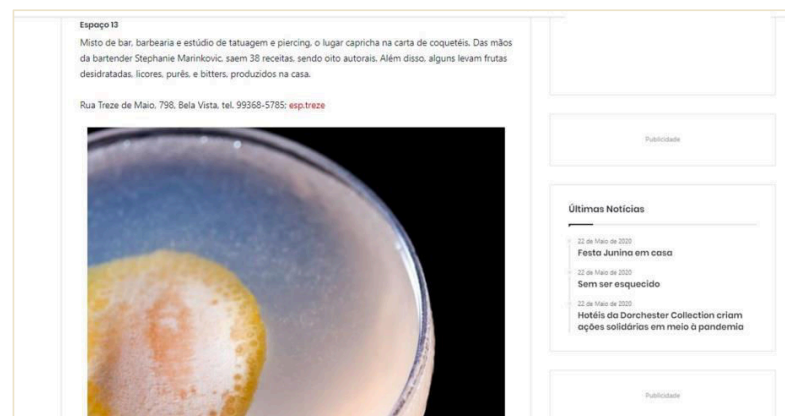 Espaço 13
Misto de bar, barbearia e estúdio de tatuagem e piercing, o lugar capricha na carta de coquetéis. Das mãos
da bartender Stephanie Marinkovic, saem 38 receitas, sendo oito autorais. Além disso, alguns levam frutas
desidratadas, licores, purês, e bitters, produzidos na casa.
Rua Treze de Maio, 798, Bela Vista, tel. 99368-5785; esp.treze
Publicidade
Últimas Notícias
22 de Maio de 2020
Festa Junina em casa
22 de Maio de 2020
Sem ser esquecido
22 de Maio de 2020
Hotéis da Dorchester Collection criam
ações solidárias em meio à pandemia
Publicidade